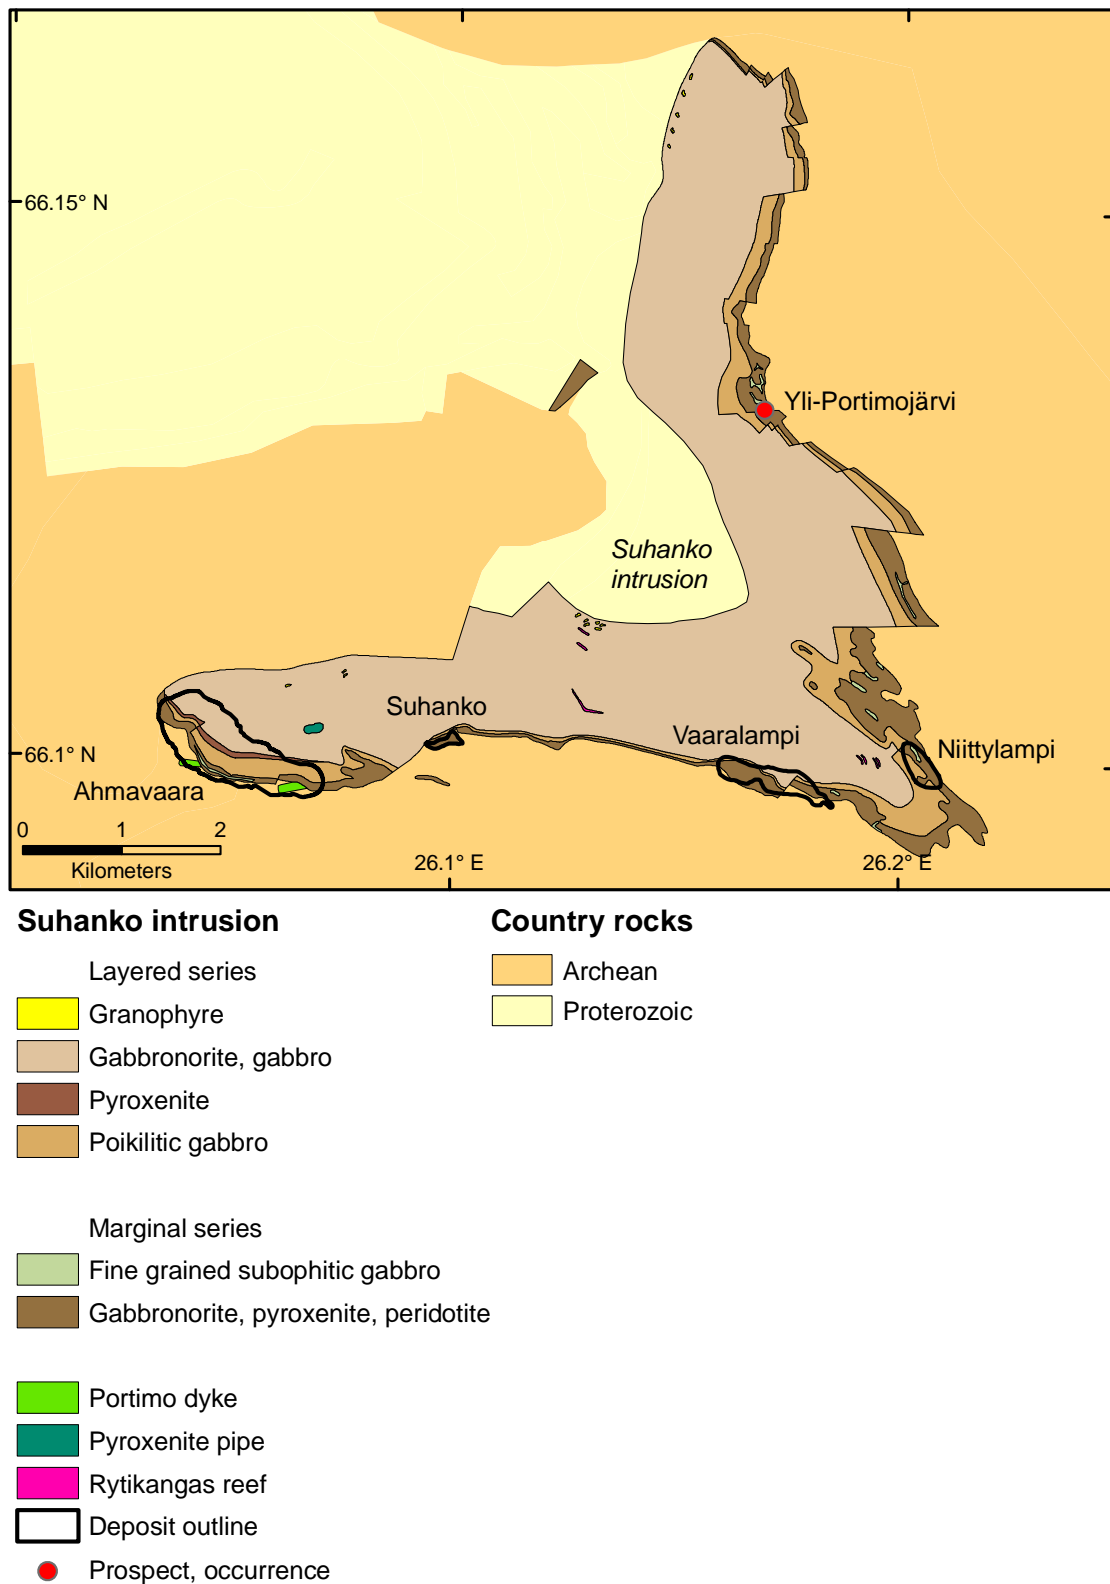 66.15° N
Yli-Portimojärvi
Suhanko
intrusion
Suhanko
Vaaralampi
Niittylampi
66.1° N
Ahmavaara
0 1 2
Kilometers
26.1° E
26.2° E
Suhanko intrusion
Layered series
Granophyre
Gabbronorite, gabbro
Pyroxenite
Poikilitic gabbro
Marginal series
Fine grained subophitic gabbro
Gabbronorite, pyroxenite, peridotite
Portimo dyke
Pyroxenite pipe
Rytikangas reef
Deposit outline
Prospect, occurrence
Country rocks
Archean
Proterozoic